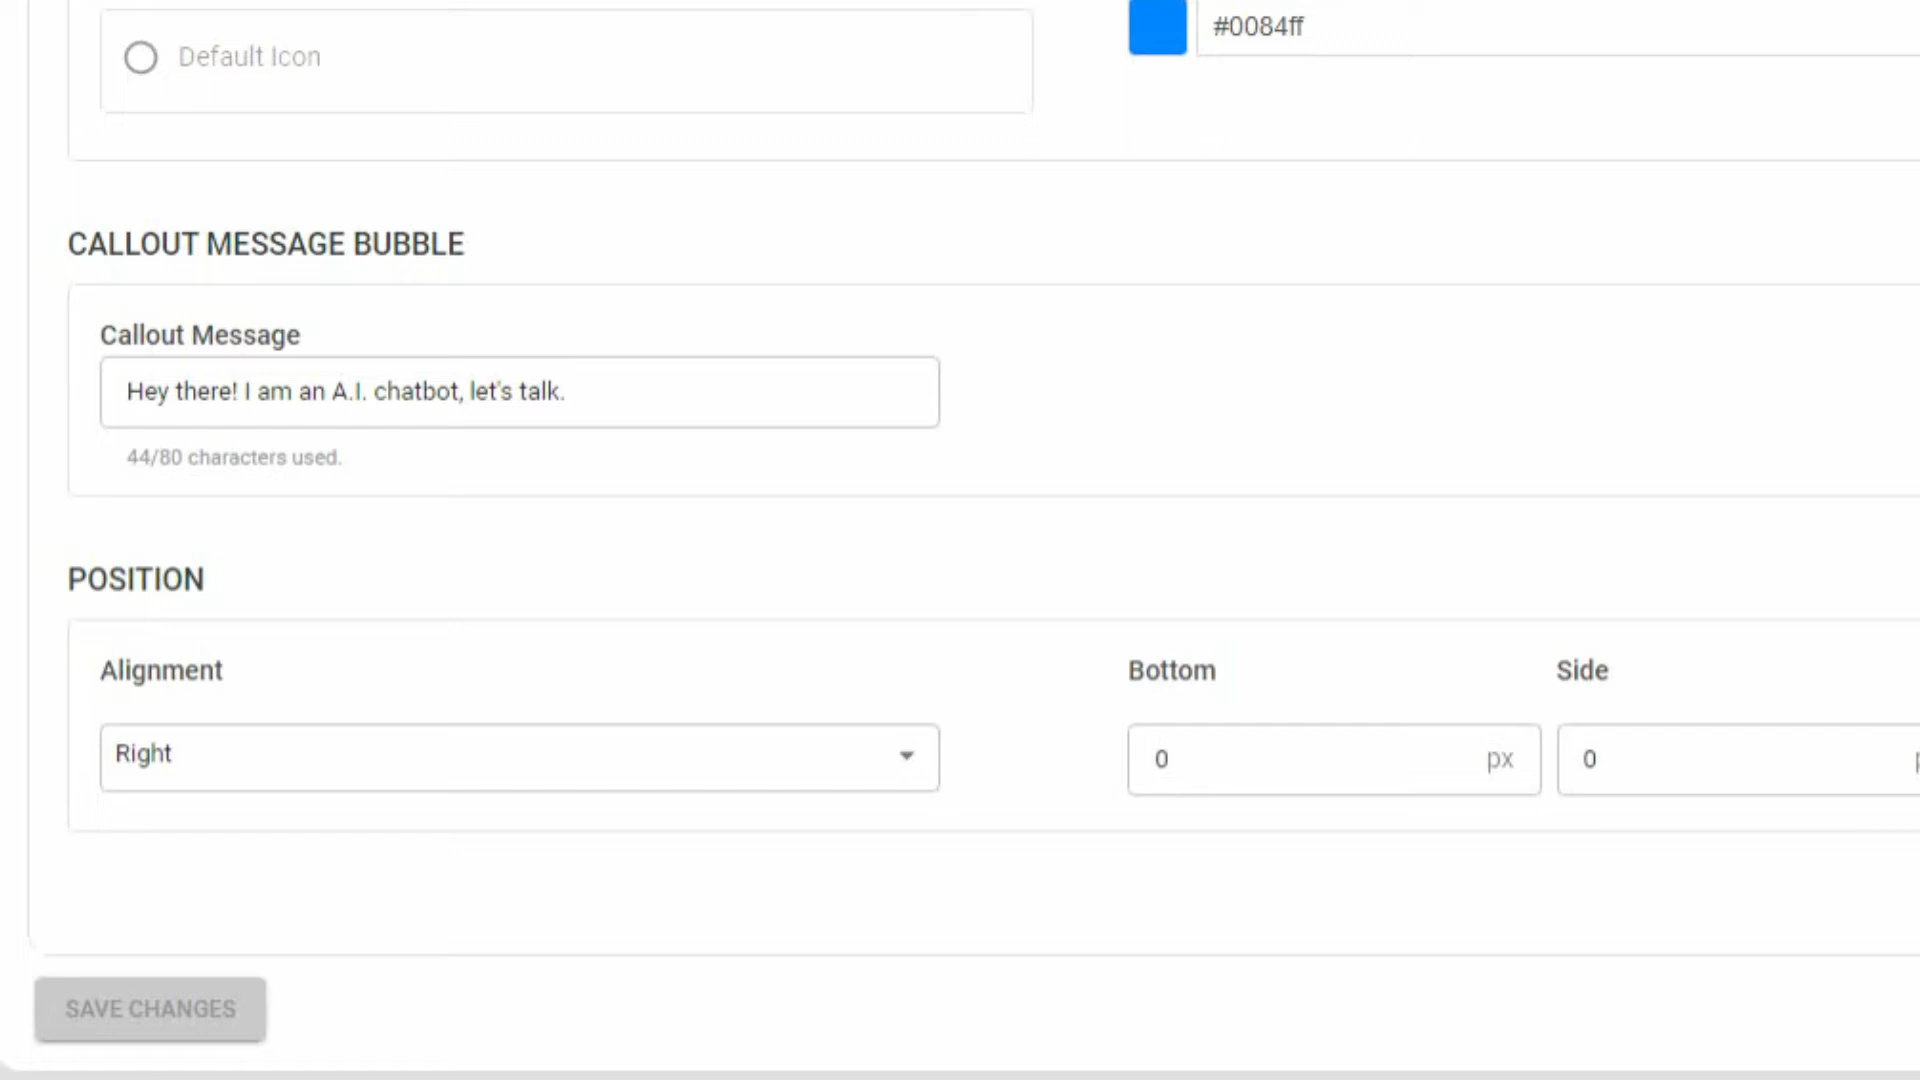 Default Icon
#0084ff
CALLOUT MESSAGE BUBBLE
Callout Message
Hey there! I am an A.I. chatbot, let's talk.
44/80 characters used.
POSITION
Alignment
Bottom
Side
Right
0
px
0
SAVE CHANGES